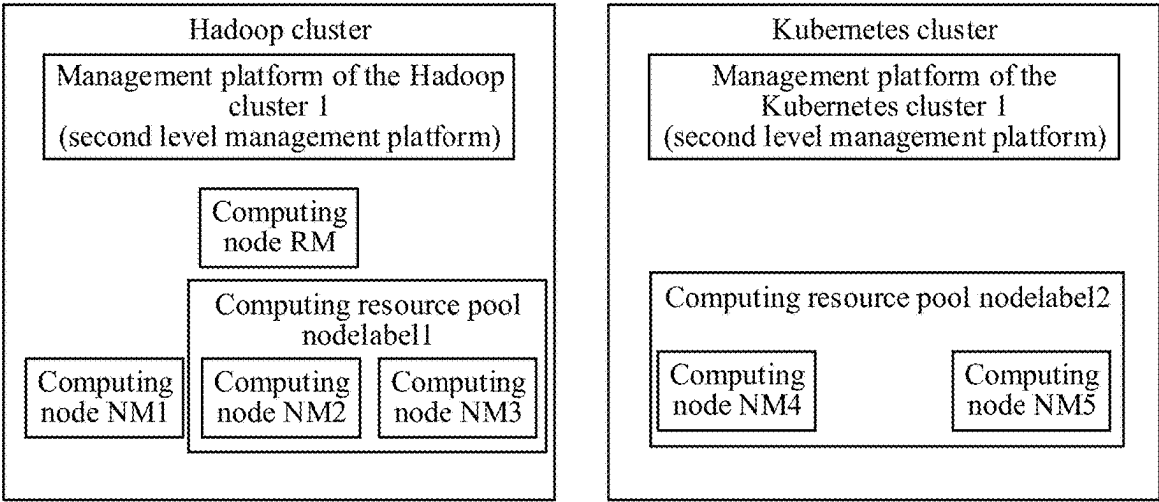 Hadoop cluster
Management platform of the Hadoop
cluster 1
(second level management platform)
Computing
node RM
Computing resource pool
nodelabel1
Computing
node NM1
Computing
node NM2
Computing
node NM3
Kubernetes cluster
Management platform of the
Kubernetes cluster 1
(second level management platform)
Computing resource pool nodelabel2
Computing
node NM4
Computing
node NM5